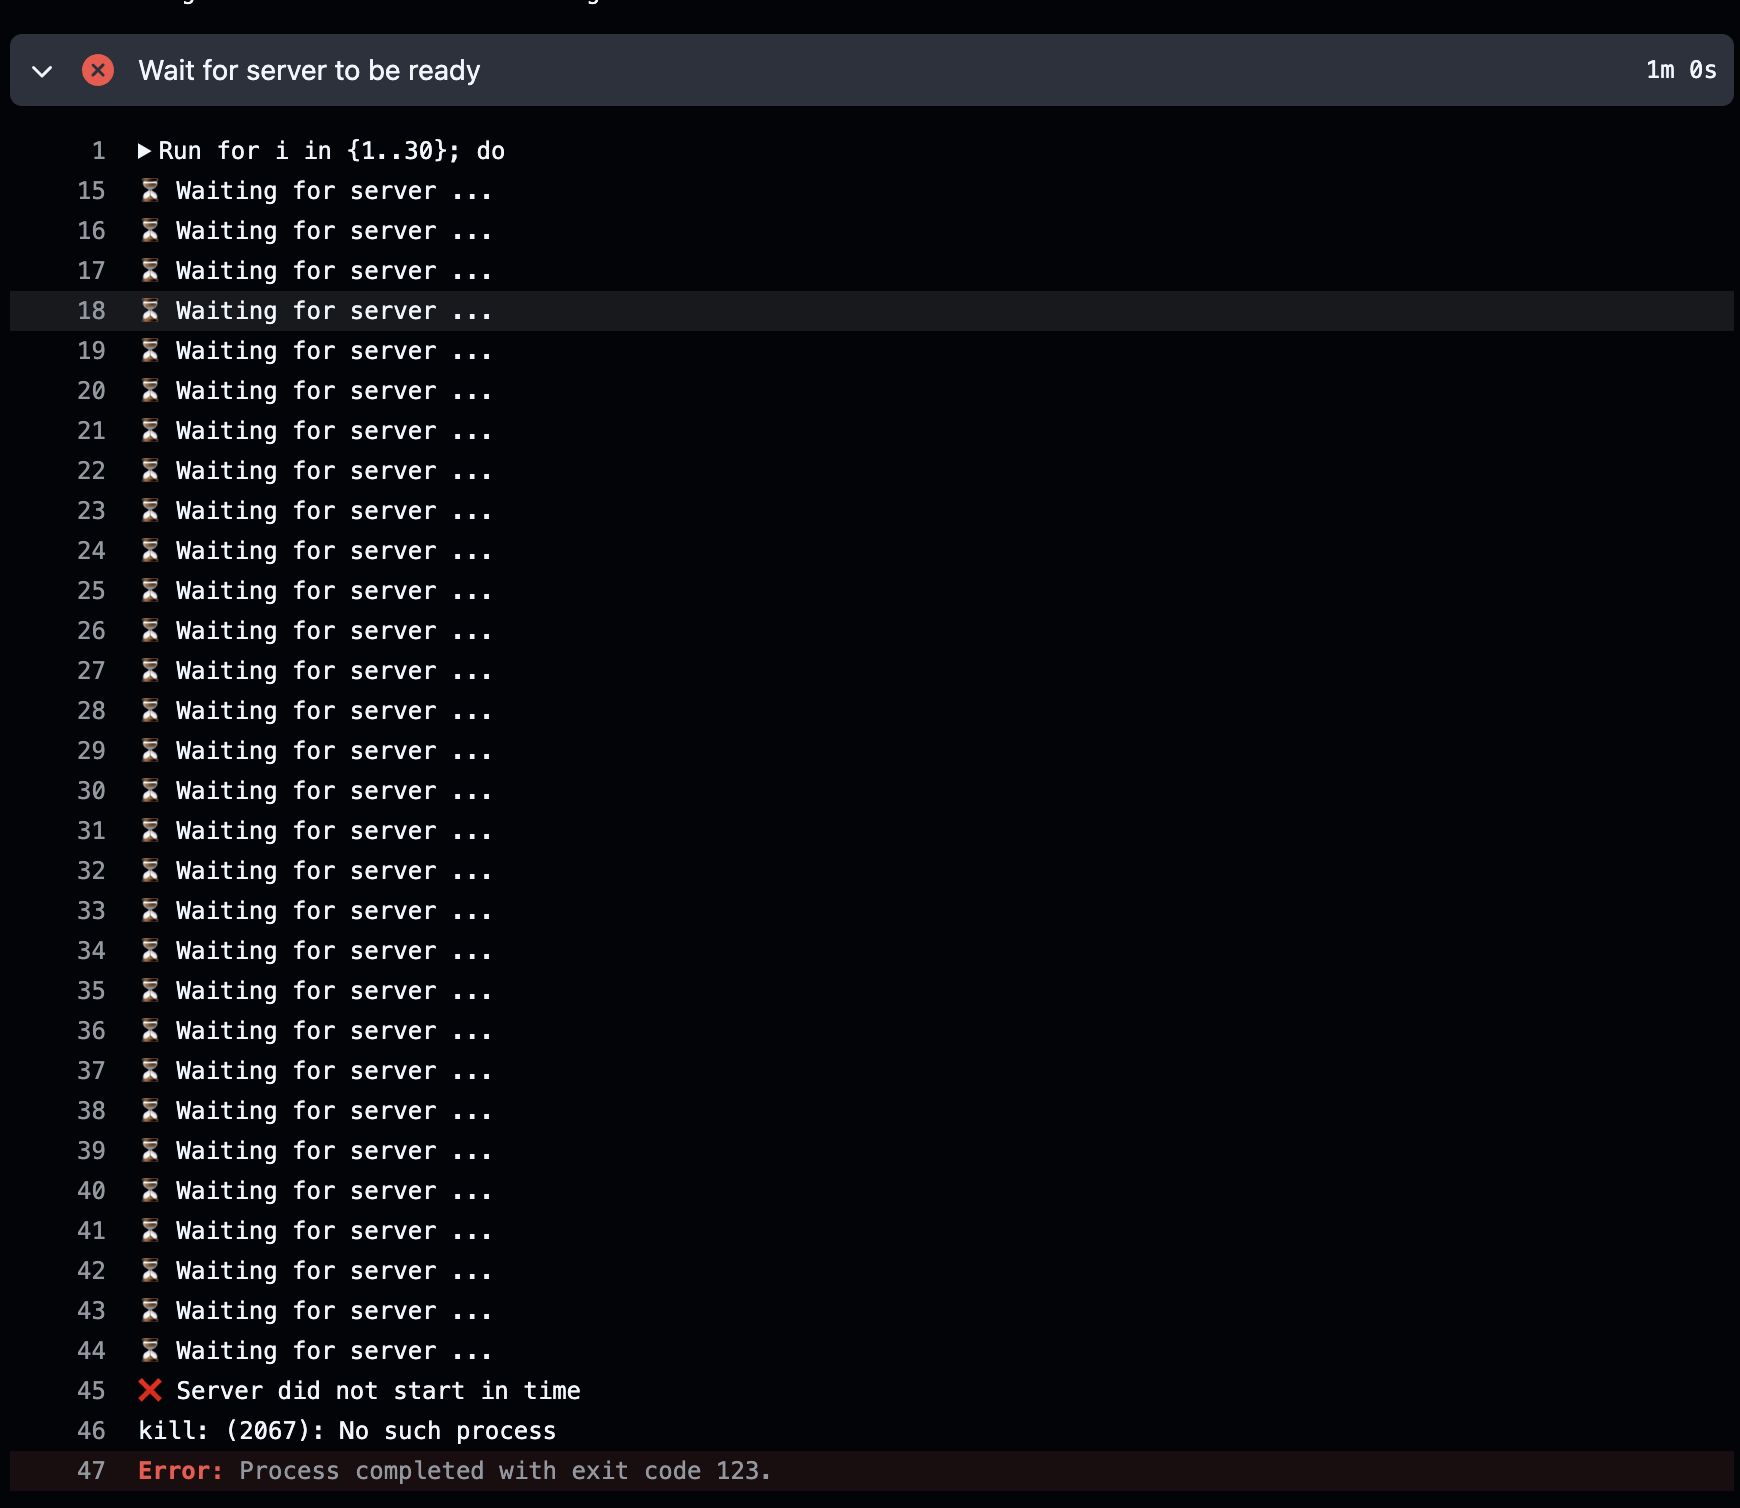 Wait for server to be ready 1m 0s
1 Run for i in {1..30}; do
15 ⏳ Waiting for server ...
16 ⏳ Waiting for server ...
17 ⏳ Waiting for server ...
18 ⏳ Waiting for server ...
19 ⏳ Waiting for server ...
20 ⏳ Waiting for server ...
21 ⏳ Waiting for server ...
22 ⏳ Waiting for server ...
23 ⏳ Waiting for server ...
24 ⏳ Waiting for server ...
25 ⏳ Waiting for server ...
26 ⏳ Waiting for server ...
27 ⏳ Waiting for server ...
28 ⏳ Waiting for server ...
29 ⏳ Waiting for server ...
30 ⏳ Waiting for server ...
31 ⏳ Waiting for server ...
32 ⏳ Waiting for server ...
33 ⏳ Waiting for server ...
34 ⏳ Waiting for server ...
35 ⏳ Waiting for server ...
36 ⏳ Waiting for server ...
37 ⏳ Waiting for server ...
38 ⏳ Waiting for server ...
39 ⏳ Waiting for server ...
40 ⏳ Waiting for server ...
41 ⏳ Waiting for server ...
42 ⏳ Waiting for server ...
43 ⏳ Waiting for server ...
44 ⏳ Waiting for server ...
45 ❌ Server did not start in time
46 kill: (2067): No such process
47 Error: Process completed with exit code 123.